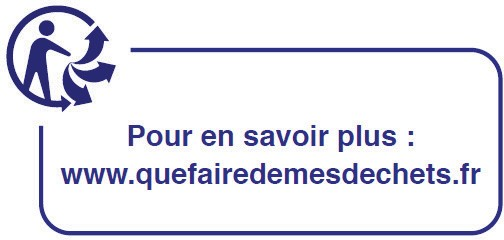 Pour en savoir plus :
www.quefairedemesdechets.fr